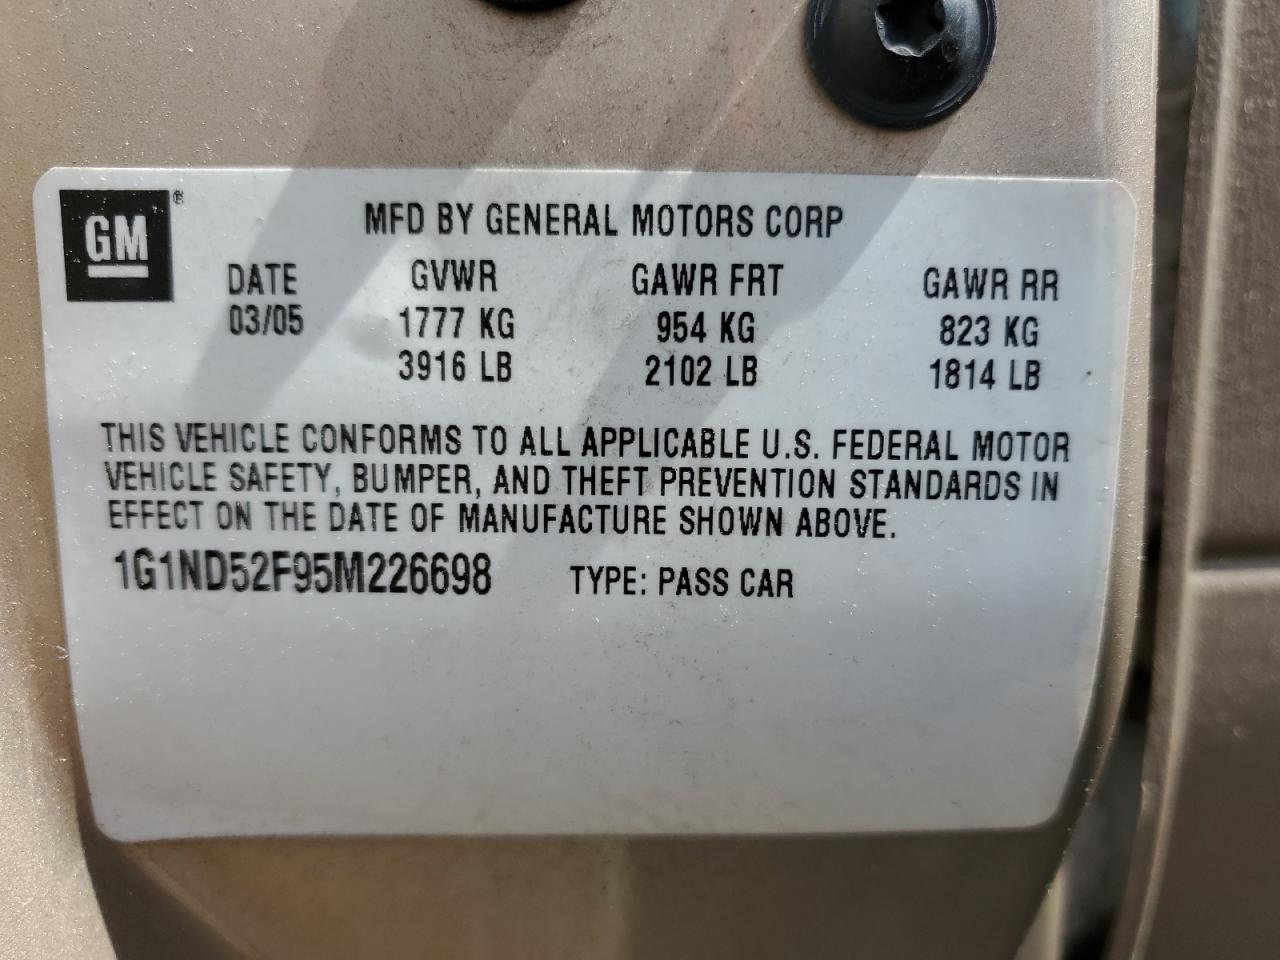 GM®
MFD BY GENERAL MOTORS CORP
DATE GVWR GAWR FRT GAWR RR
03/05 1777 KG 954 KG 823 KG
3916 LB 2102 LB 1814 LB
THIS VEHICLE CONFORMS TO ALL APPLICABLE U.S. FEDERAL MOTOR
VEHICLE SAFETY, BUMPER, AND THEFT PREVENTION STANDARDS IN
EFFECT ON THE DATE OF MANUFACTURE SHOWN ABOVE.
1G1ND52F95M226698 TYPE: PASS CAR